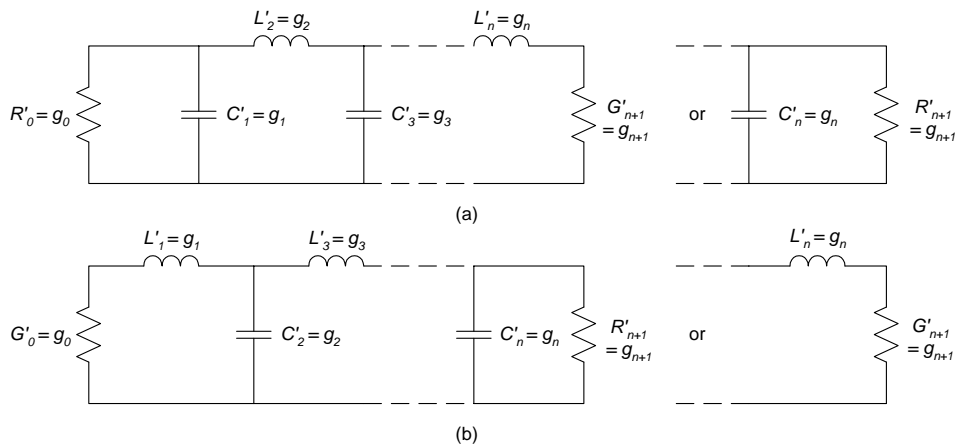 L'₂ = g₂
L'ₙ = gₙ
R'₀ = g₀
C'₁ = g₁
C'₃ = g₃
G'ₙ₊₁
= gₙ₊₁
or
C'ₙ = gₙ
R'ₙ₊₁
= gₙ₊₁
(a)
L'₁ = g₁
L'₃ = g₃
L'ₙ = gₙ
G'₀ = g₀
C'₂ = g₂
C'ₙ = gₙ
R'ₙ₊₁
= gₙ₊₁
or
G'ₙ₊₁
= gₙ₊₁
(b)